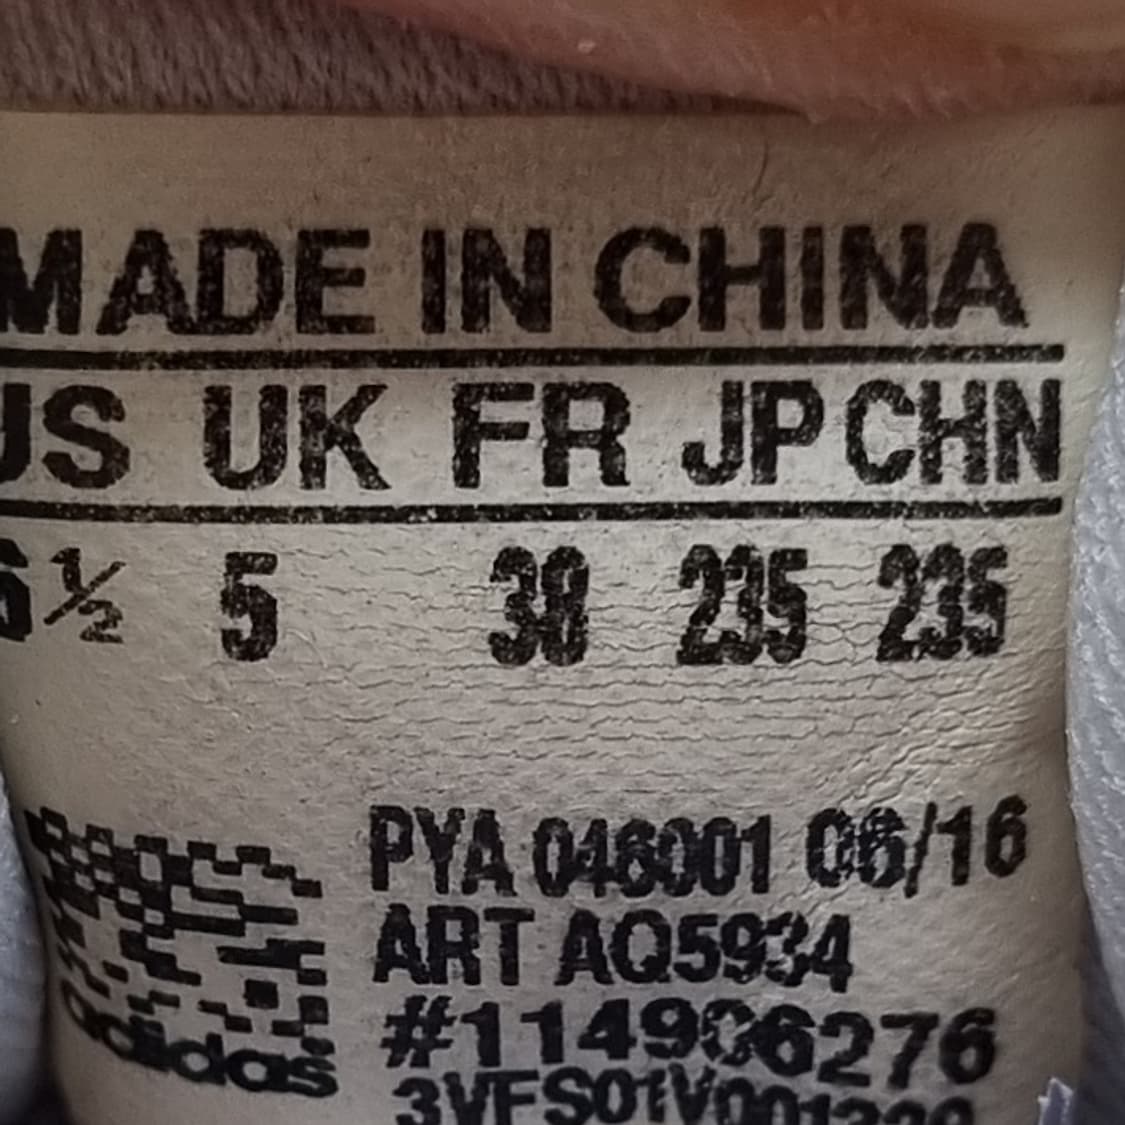 MADE IN CHINA
US UK FR JP CHN
6½ 5 38 235 235
PYA 046001 06/16
ART AQ5934
#114906276
adidas